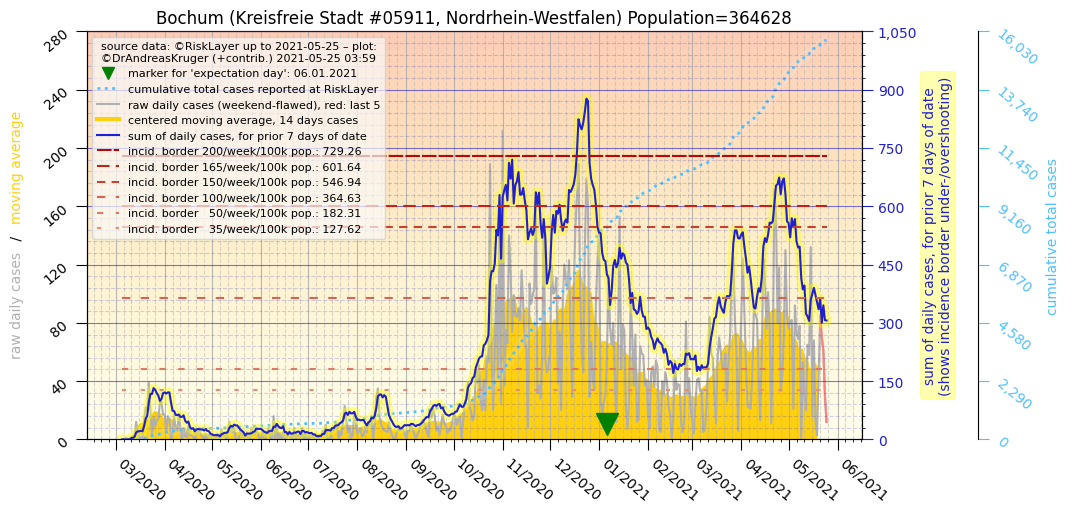 Bochum (Kreisfreie Stadt #05911, Nordrhein-Westfalen) Population=364628
source data: ©RiskLayer up to 2021-05-25 – plot:
©DrAndreasKruger (+contrib.) 2021-05-25 03:59
marker for 'expectation day': 06.01.2021
cumulative total cases reported at RiskLayer
raw daily cases (weekend-flawed), red: last 5
centered moving average, 14 days cases
sum of daily cases, for prior 7 days of date
incid. border 200/week/100k pop.: 729.26
incid. border 165/week/100k pop.: 601.64
incid. border 150/week/100k pop.: 546.94
incid. border 100/week/100k pop.: 364.63
incid. border   50/week/100k pop.: 182.31
incid. border   35/week/100k pop.: 127.62
raw daily cases / moving average
280
240
200
160
120
80
40
0
03/2020
04/2020
05/2020
06/2020
07/2020
08/2020
09/2020
10/2020
11/2020
12/2020
01/2021
02/2021
03/2021
04/2021
05/2021
06/2021
1,050
900
750
600
450
300
150
0
sum of daily cases, for prior 7 days of date
(shows incidence border under-/overshooting)
16,030
13,740
11,450
9,160
6,870
4,580
2,290
0
cumulative total cases